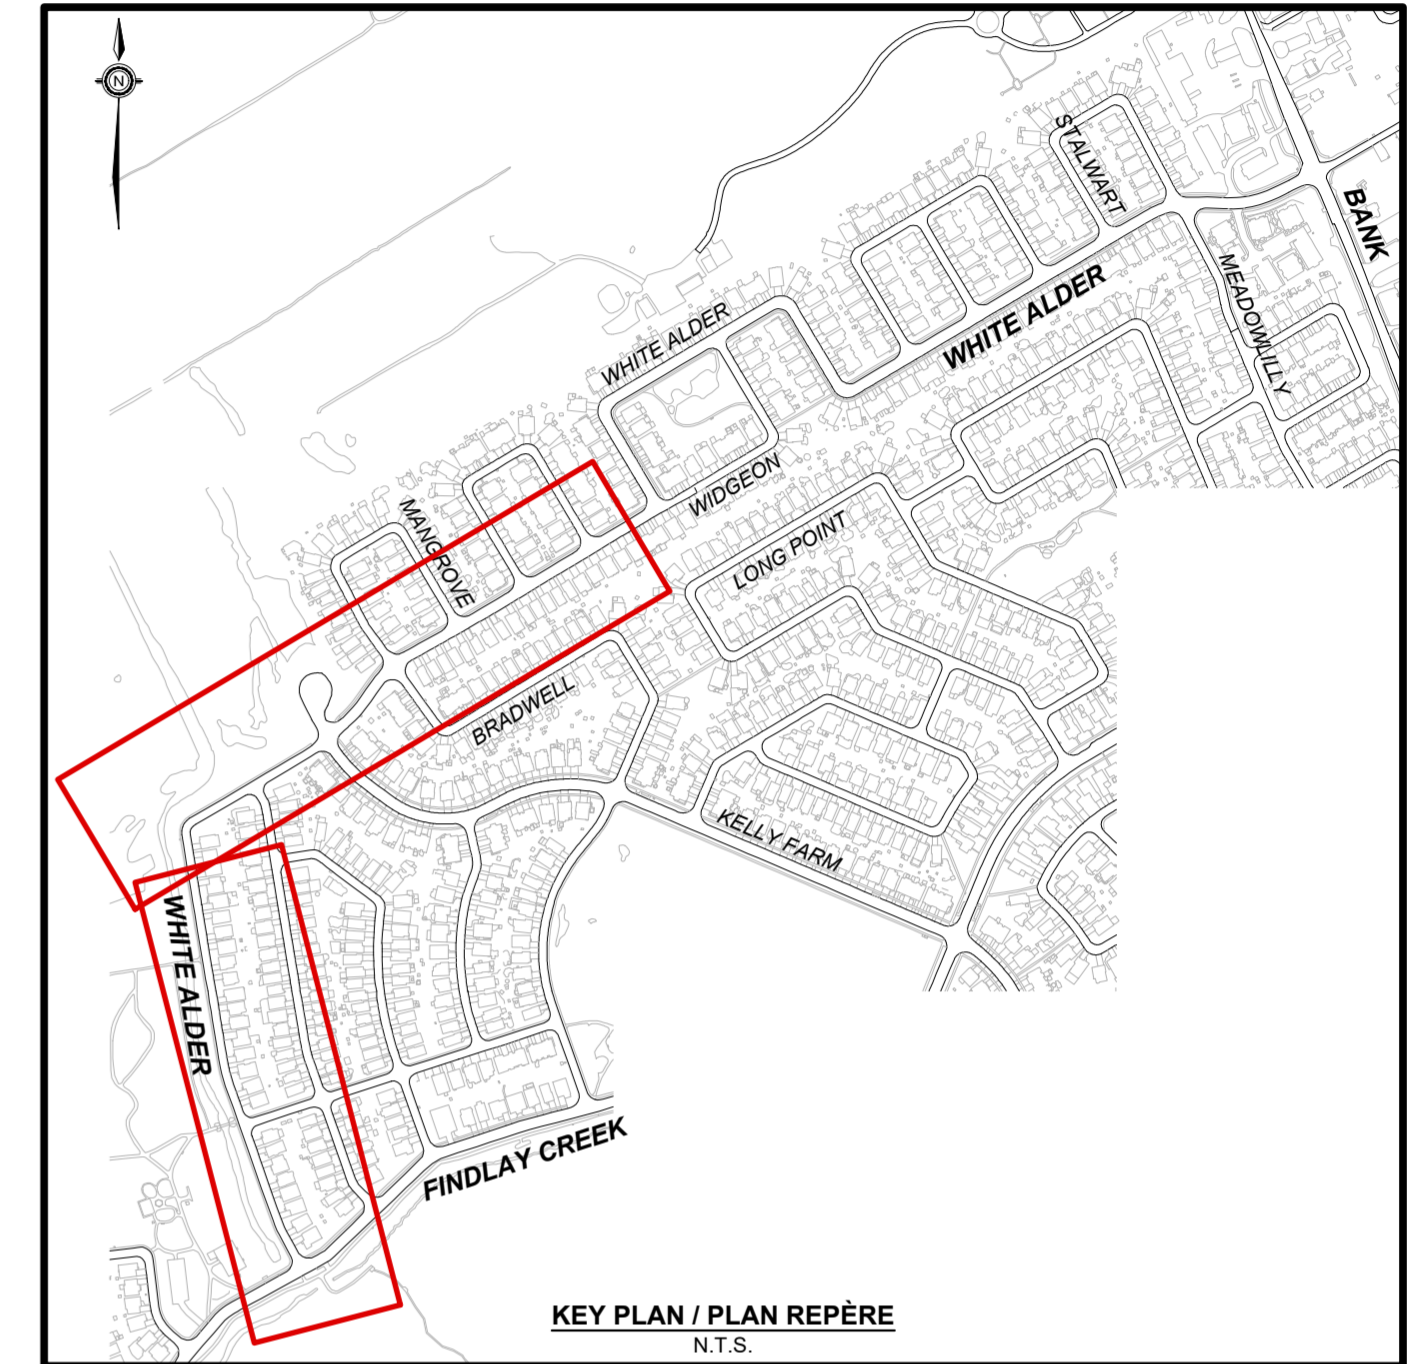 N
STALWART
BANK
MEADOWLILLY
WHITE ALDER
WHITE ALDER
WIDGEON
MANGROVE
LONG POINT
BRADWELL
KELLY FARM
WHITE ALDER
FINDLAY CREEK
KEY PLAN / PLAN REPÈRE
N.T.S.